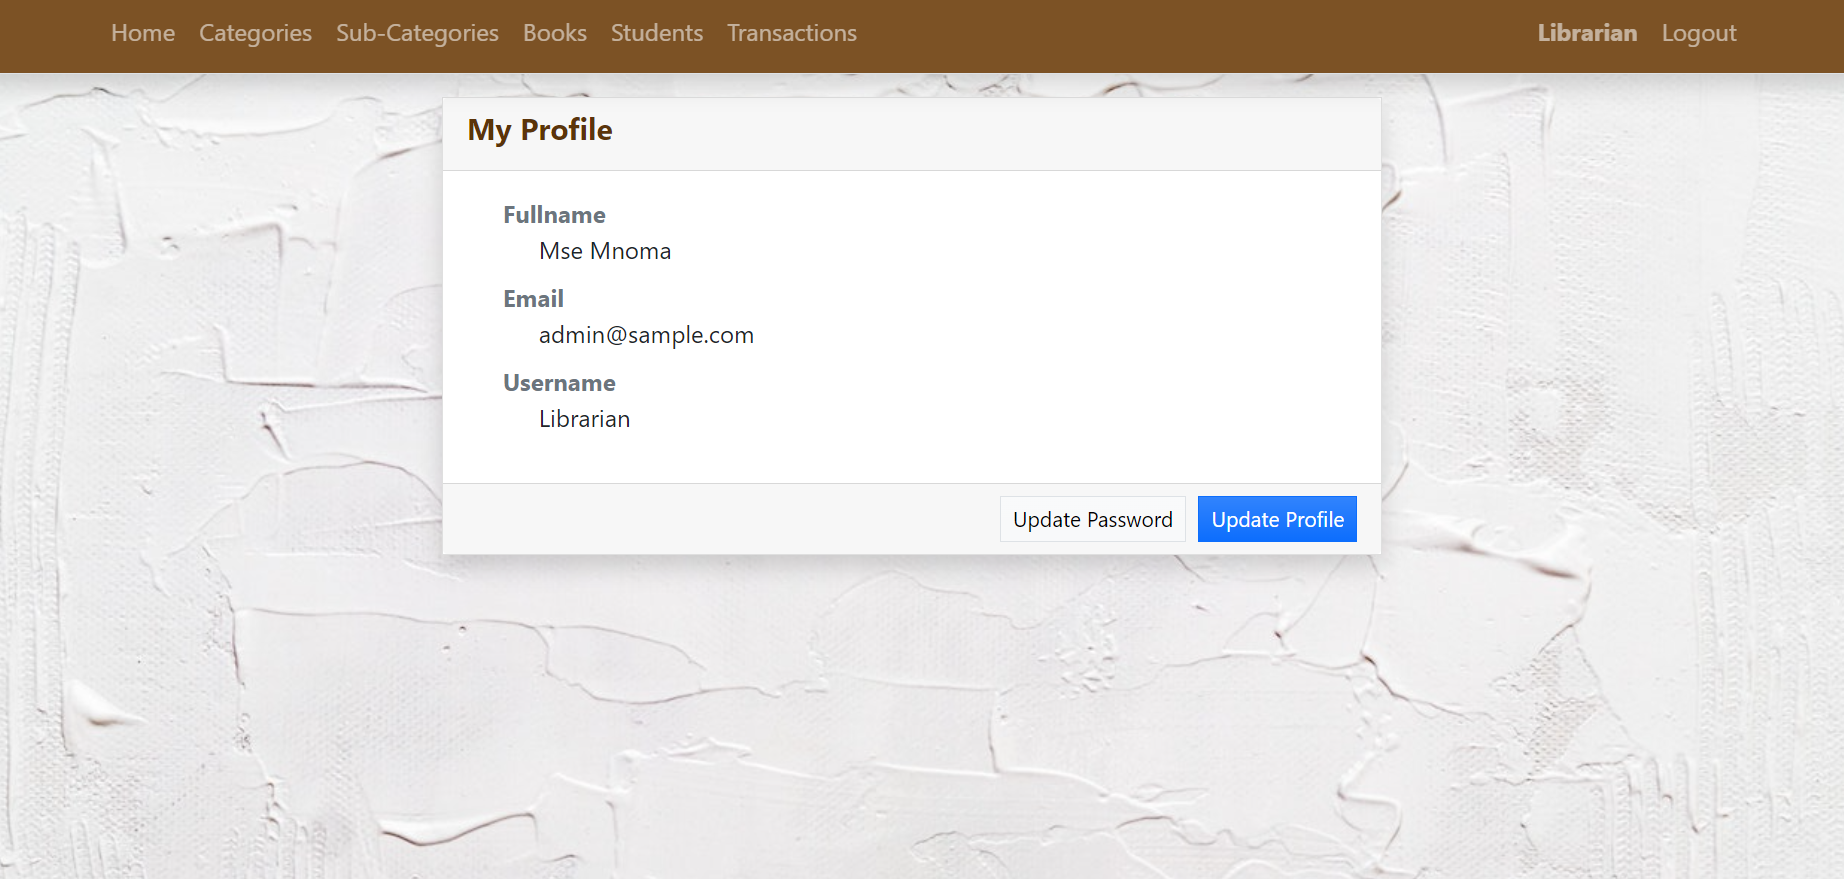 Home Categories Sub-Categories Books Students Transactions Librarian Logout
My Profile
Fullname
Mse Mnoma
Email
admin@sample.com
Username
Librarian
Update Password Update Profile